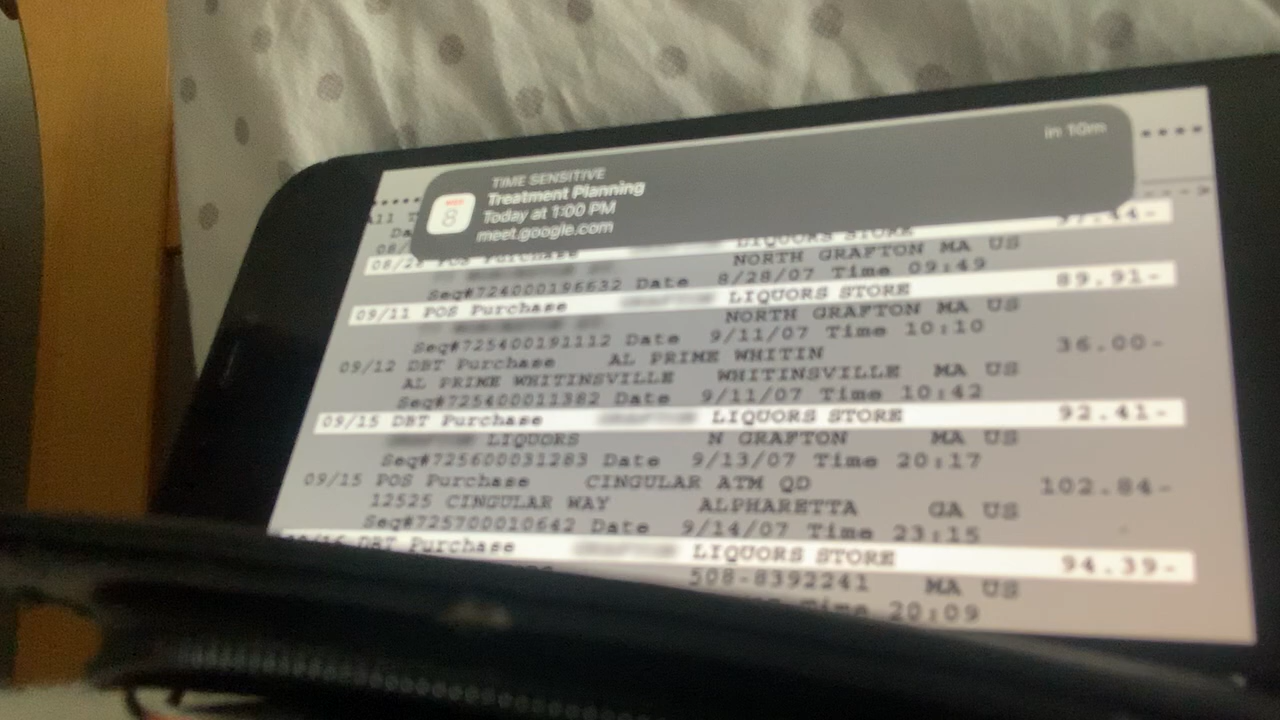 TIME SENSITIVE
in 10m
Treatment Planning
8
Today at 1:00 PM
meet.google.com
08/28 POS Purchase LIQUORS STORE
NORTH GRAFTON MA US
Seq#724000196632 Date 8/28/07 Time 09:49
09/11 POS Purchase LIQUORS STORE 89.91-
NORTH GRAFTON MA US
Seq#725400191112 Date 9/11/07 Time 10:10
09/12 DBT Purchase AL PRIME WHITIN 36.00-
AL PRIME WHITINSVILLE WHITINSVILLE MA US
Seq#725400011382 Date 9/11/07 Time 10:42
09/15 DBT Purchase LIQUORS STORE 92.41-
LIQUORS N GRAFTON MA US
Seq#725600031283 Date 9/13/07 Time 20:17
09/15 POS Purchase CINGULAR ATM QD 102.84-
12525 CINGULAR WAY ALPHARETTA GA US
Seq#725700010642 Date 9/14/07 Time 23:15
DBT Purchase LIQUORS STORE 94.39-
508-8392241 MA US
Time 20:09